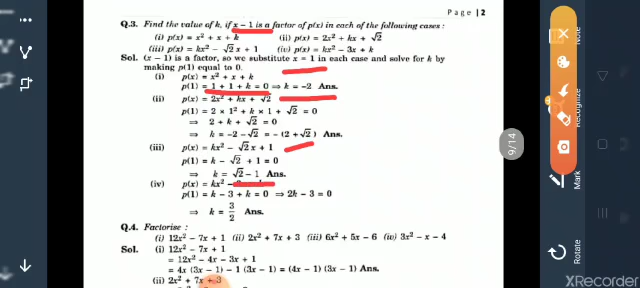 Page | 2
Q.3. Find the value of k, if x – 1 is a factor of p(x) in each of the following cases :
(i) p(x) = x² + x + k (ii) p(x) = 2x² + kx + √2
(iii) p(x) = kx² – √2x + 1 (iv) p(x) = kx² – 3x + k
Sol. (x – 1) is a factor, so we substitute x = 1 in each case and solve for k by
making p(1) equal to 0.
(i) p(x) = x² + x + k
p(1) = 1 + 1 + k = 0 ⇒ k = –2 Ans.
(ii) p(x) = 2x² + kx + √2
p(1) = 2 × 1² + k × 1 + √2 = 0
⇒ 2 + k + √2 = 0
⇒ k = –2 – √2 = – (2 + √2) Ans.
(iii) p(x) = kx² – √2x + 1
p(1) = k – √2 + 1 = 0
⇒ k = √2 – 1 Ans.
(iv) p(x) = kx²
p(1) = k – 3 + k = 0 ⇒ 2k – 3 = 0
⇒ k = 3/2 Ans.
Q.4. Factorise :
(i) 12x² – 7x + 1 (ii) 2x² + 7x + 3 (iii) 6x² + 5x – 6 (iv) 3x² – x – 4
Sol. (i) 12x² – 7x + 1
= 12x² – 4x – 3x + 1
= 4x (3x – 1) – 1 (3x – 1) = (4x – 1) (3x – 1) Ans.
(ii) 2x² + 7x + 3
9/14
Note
Recognize
Mark
Rotate
XRecorder